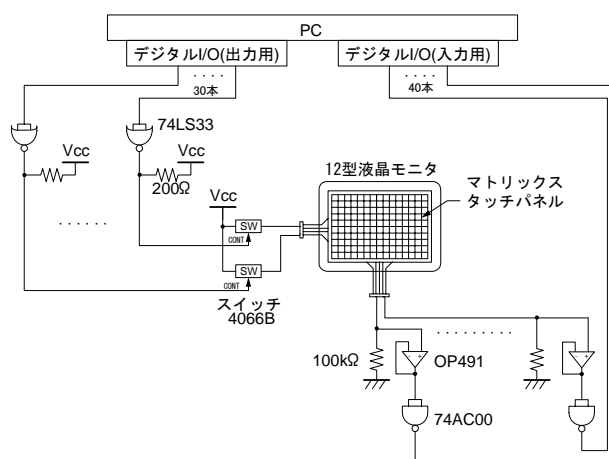 PC
デジタルI/O(出力用)
デジタルI/O(入力用)
30本
40本
74LS33
Vcc
Vcc
200Ω
Vcc
SW
CONT
SW
CONT
スイッチ
4066B
12型液晶モニタ
マトリックス
タッチパネル
100kΩ
- +
OP491
- +
74AC00